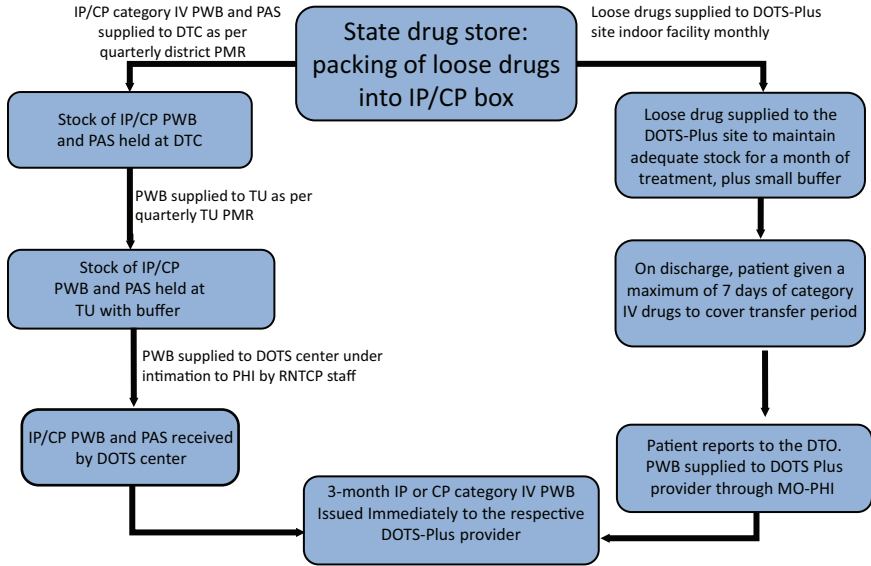 IP/CP category IV PWB and PAS
supplied to DTC as per
quarterly district PMR
State drug store:
packing of loose drugs
into IP/CP box
Loose drugs supplied to DOTS-Plus
site indoor facility monthly
Stock of IP/CP PWB
and PAS held at DTC
Loose drug supplied to the
DOTS-Plus site to maintain
adequate stock for a month of
treatment, plus small buffer
PWB supplied to TU as per
quarterly TU PMR
Stock of IP/CP
PWB and PAS held at
TU with buffer
On discharge, patient given a
maximum of 7 days of category
IV drugs to cover transfer period
PWB supplied to DOTS center under
intimation to PHI by RNTCP staff
IP/CP PWB and PAS received
by DOTS center
Patient reports to the DTO.
PWB supplied to DOTS Plus
provider through MO-PHI
3-month IP or CP category IV PWB
Issued Immediately to the respective
DOTS-Plus provider